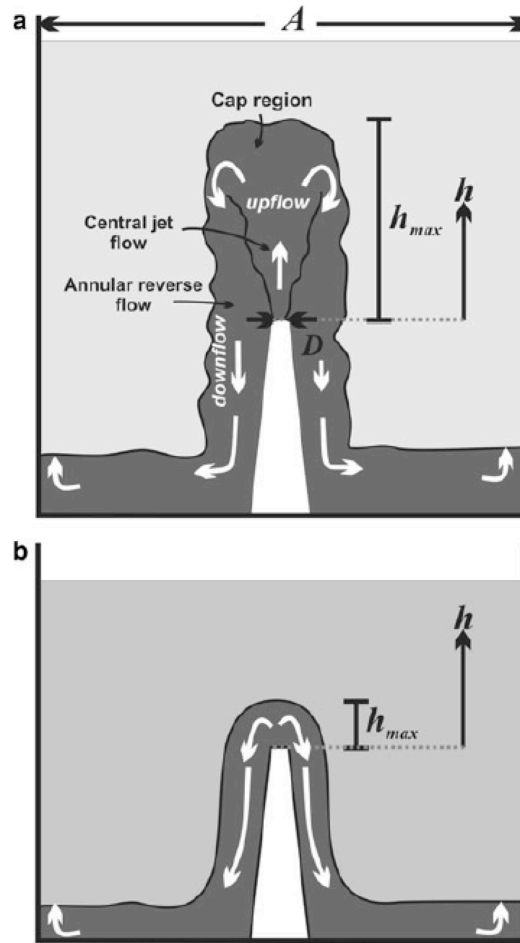 a
A
Cap region
upflow
h
h max
Central jet
flow
Annular reverse
flow
D
downflow
b
h
h max